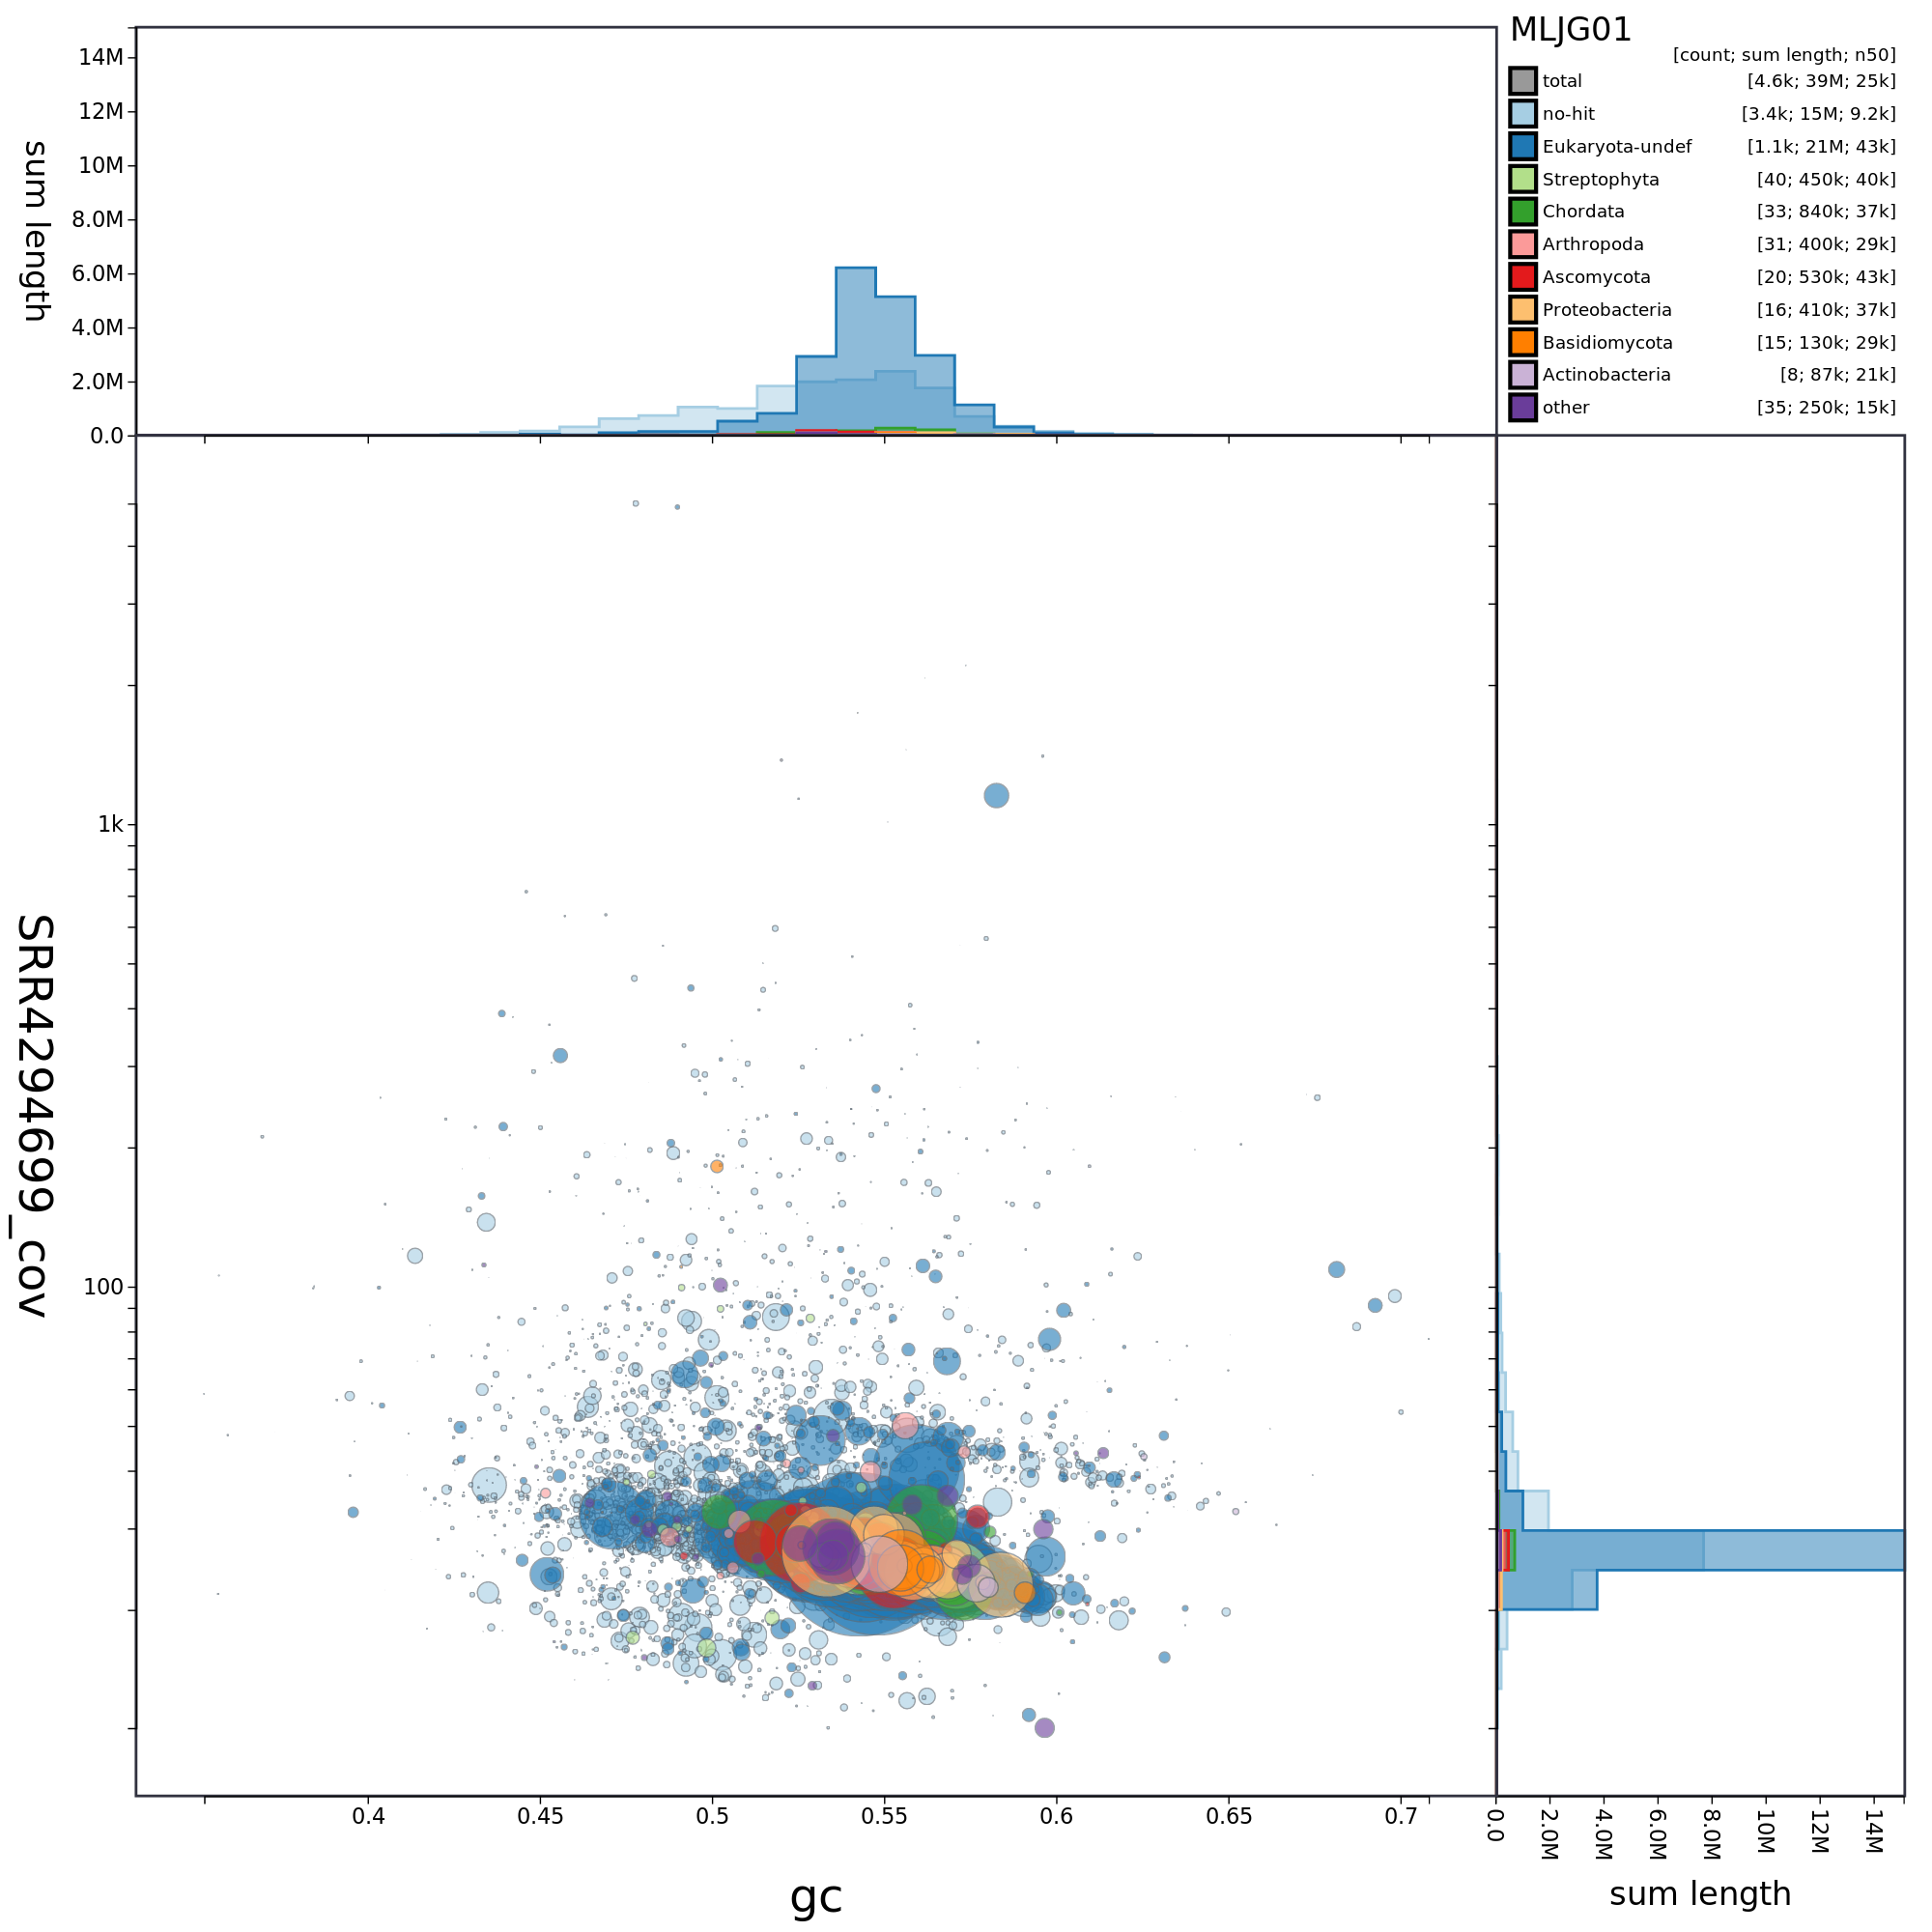 MLJG01
[count; sum length; n50]
total [4.6k; 39M; 25k]
no-hit [3.4k; 15M; 9.2k]
Eukaryota-undef [1.1k; 21M; 43k]
Streptophyta [40; 450k; 40k]
Chordata [33; 840k; 37k]
Arthropoda [31; 400k; 29k]
Ascomycota [20; 530k; 43k]
Proteobacteria [16; 410k; 37k]
Basidiomycota [15; 130k; 29k]
Actinobacteria [8; 87k; 21k]
other [35; 250k; 15k]
sum length
14M
12M
10M
8.0M
6.0M
4.0M
2.0M
0.0
SRR4294699_cov
1k
100
0.4 0.45 0.5 0.55 0.6 0.65 0.7
gc
0.0 2.0M 4.0M 6.0M 8.0M 10M 12M 14M
sum length